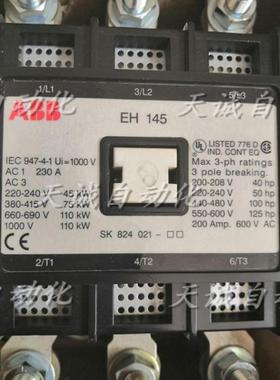 1/L1 3/L2 5/L3
ABB
EH 145
IEC 947-4-1 Ui=1000 V
AC 1 230 A
AC 3
220-240 V 45 kW
380-415 V 75 kW
660-690 V 110 kW
1000 V 110 kW
CE
LISTED 776 D
IND. CONT EQ
Max 3-ph ratings
3 pole breaking.
200-208 V 40 hp
220-240 V 50 hp
440-480 V 100 hp
550-600 V 125 hp
200 Amp. 600 V AC
SK 824 021 - □□
2/T1 4/T2 6/T3
天诚自动化
天诚自动化